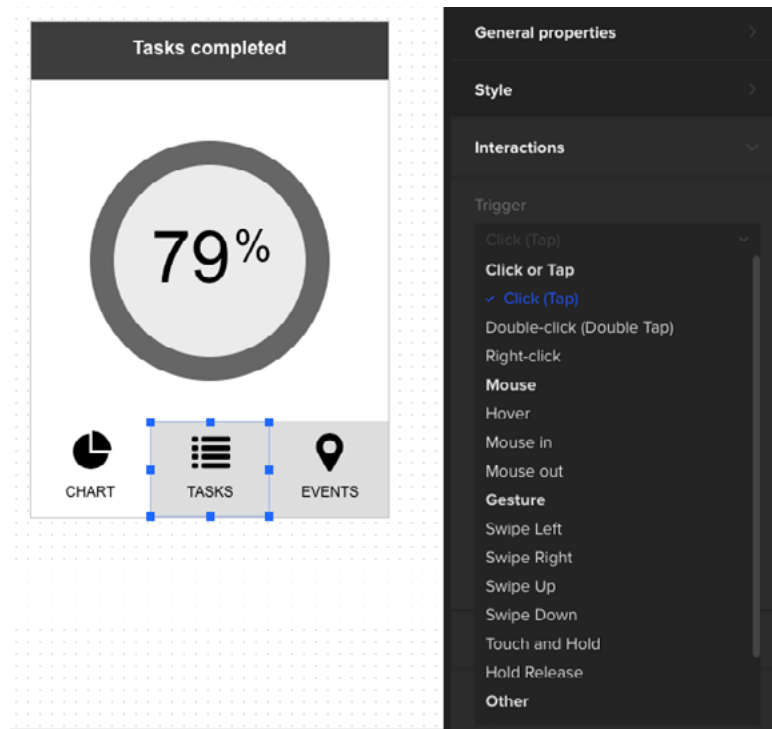 Tasks completed
79%
CHART
TASKS
EVENTS
General properties
Style
Interactions
Trigger
Click (Tap)
Click or Tap
Click (Tap)
Double-click (Double Tap)
Right-click
Mouse
Hover
Mouse in
Mouse out
Gesture
Swipe Left
Swipe Right
Swipe Up
Swipe Down
Touch and Hold
Hold Release
Other